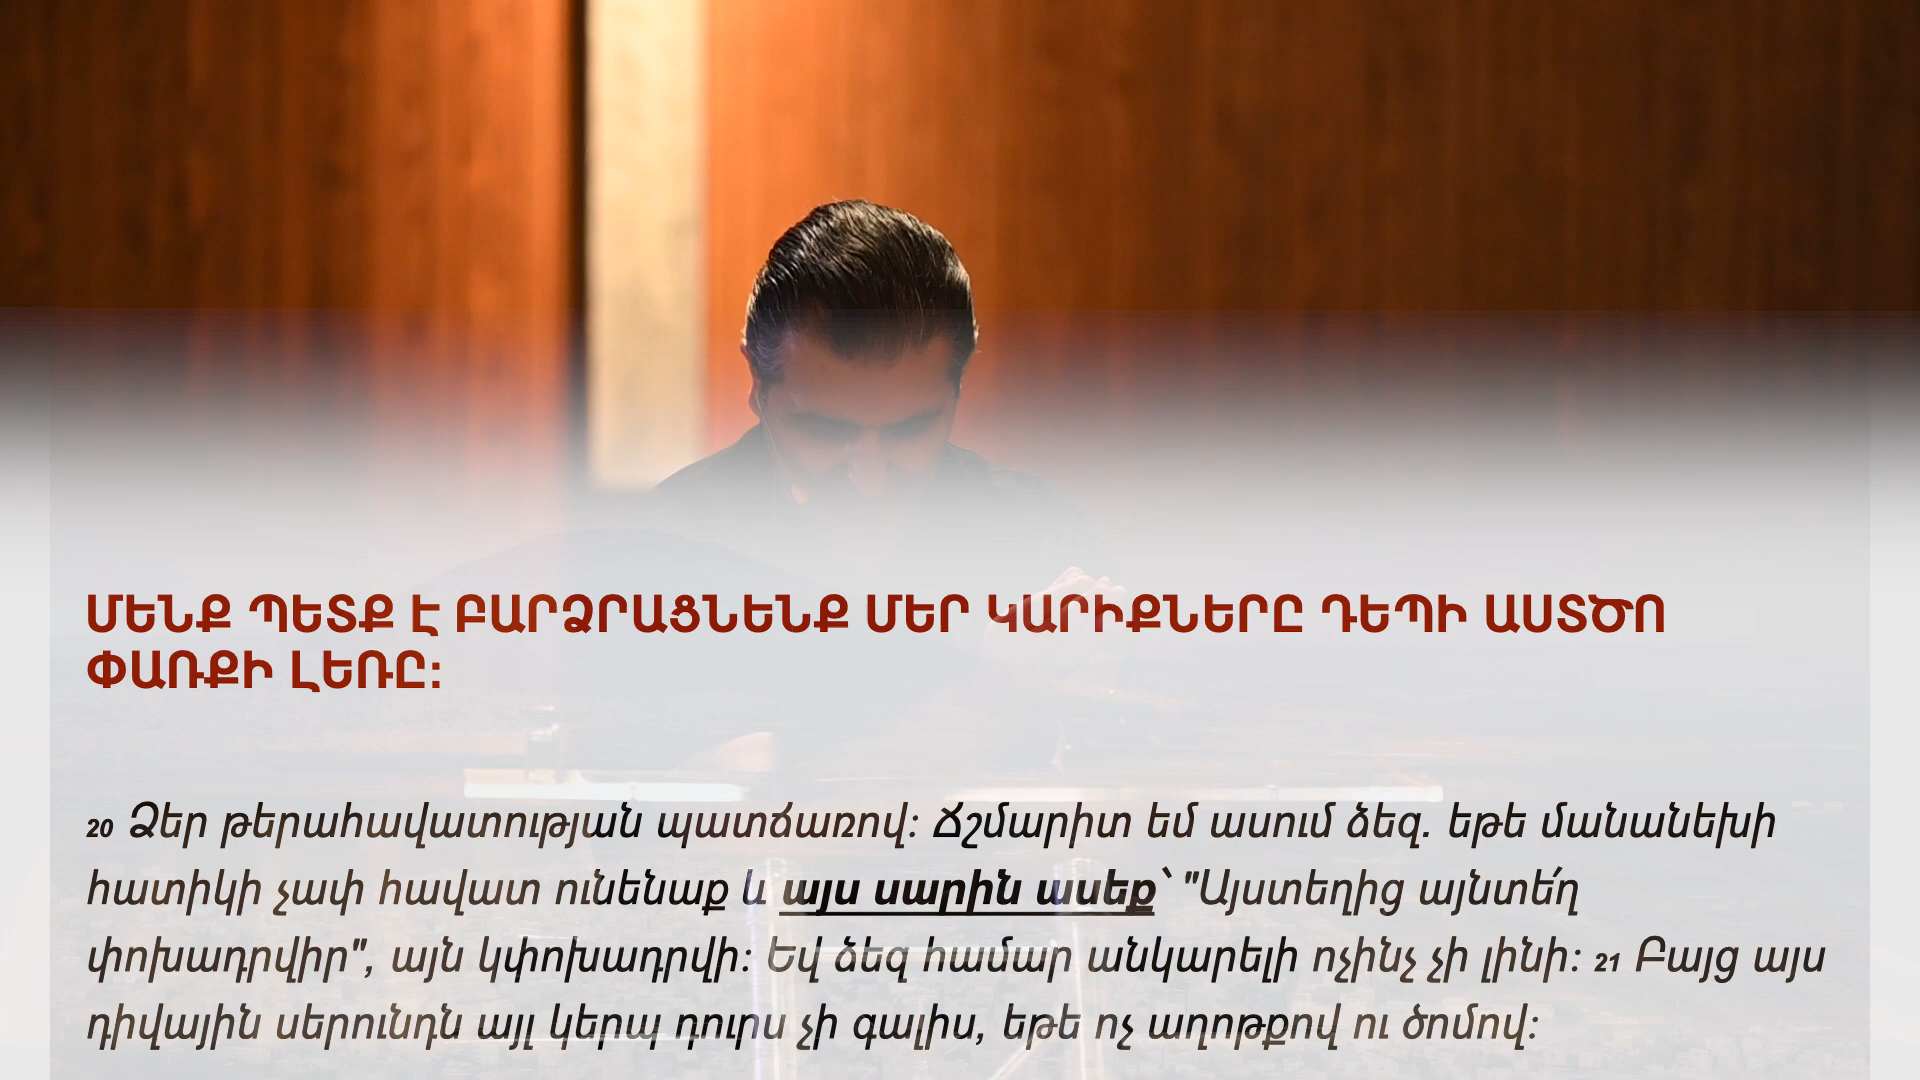 ՄԵՆՔ ՊԵՏՔ Է ԲԱՐՁՐԱՑՆԵՆՔ ՄԵՐ ԿԱՐԻՔՆԵՐԸ ԴԵՊԻ ԱՍՏԾՈ
ՓԱՌՔԻ ԼԵՌԸ։
20 Ձեր թերահավատության պատճառով։ Ճշմարիտ եմ ասում ձեզ. եթե մանանեխի
հատիկի չափ հավատ ունենաք և այս սարին ասեք՝ "Այստեղից այնտե՛ղ
փոխադրվիր", այն կփոխադրվի։ Եվ ձեզ համար անկարելի ոչինչ չի լինի։ 21 Բայց այս
դիվային սերունդն այլ կերպ դուրս չի գալիս, եթե ոչ աղոթքով ու ծոմով։